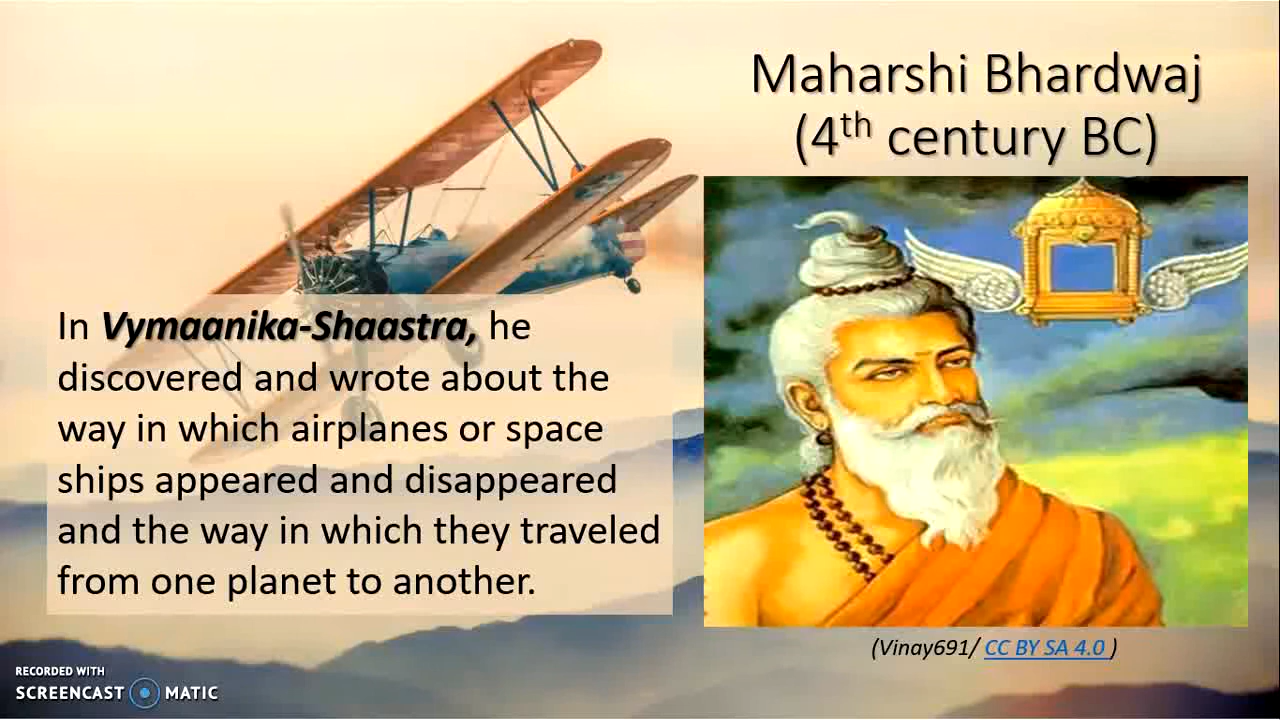 Maharshi Bhardwaj
(4th century BC)
In Vymaanika-Shaastra, he
discovered and wrote about the
way in which airplanes or space
ships appeared and disappeared
and the way in which they traveled
from one planet to another.
(Vinay691/ CC BY SA 4.0 )
RECORDED WITH
SCREENCAST MATIC